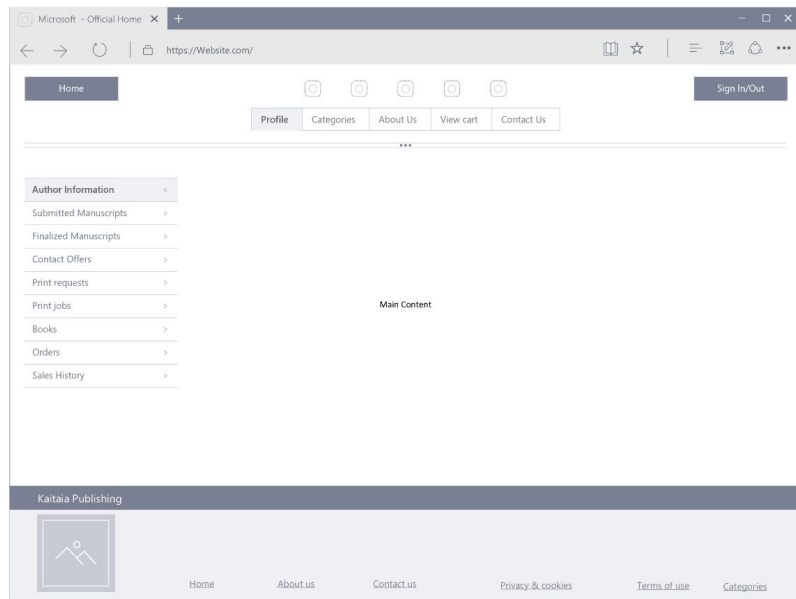 Microsoft - Official Home
https://Website.com/
Home
Sign In/Out
Profile Categories About Us View cart Contact Us
Author Information <
Submitted Manuscripts >
Finalized Manuscripts >
Contact Offers >
Print requests >
Print jobs >
Books >
Orders >
Sales History >
Main Content
Kaitaia Publishing
Home About us Contact us Privacy & cookies Terms of use Categories